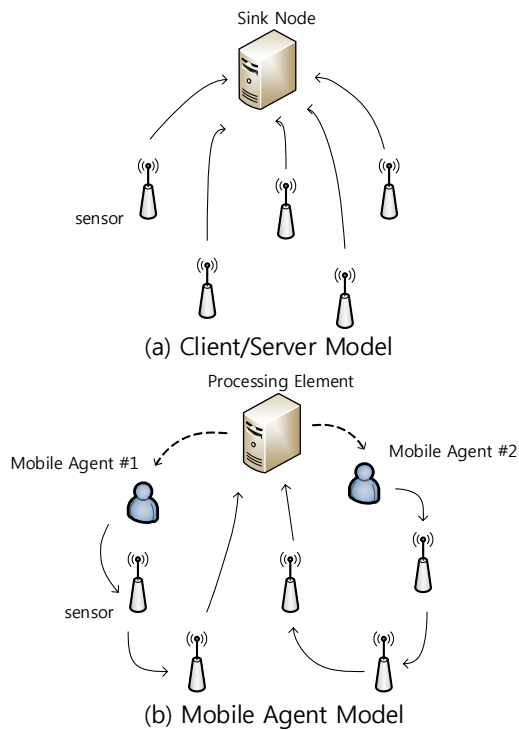 Sink Node
sensor
(a) Client/Server Model
Processing Element
Mobile Agent #1
Mobile Agent #2
sensor
(b) Mobile Agent Model